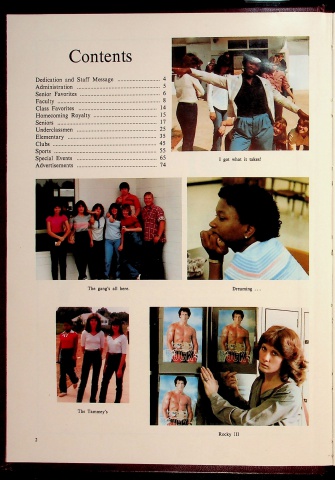 Contents
Dedication and Staff Message 4
Administration 5
Senior Favorites 6
Faculty 8
Class Favorites 14
Homecoming Royalty 15
Seniors 17
Underclassmen 25
Elementary 35
Clubs 45
Sports 55
Special Events 65
Advertisements 74
I got what it takes!
The gang's all here.
Dreaming . . .
The Tammey's
Rocky III
2